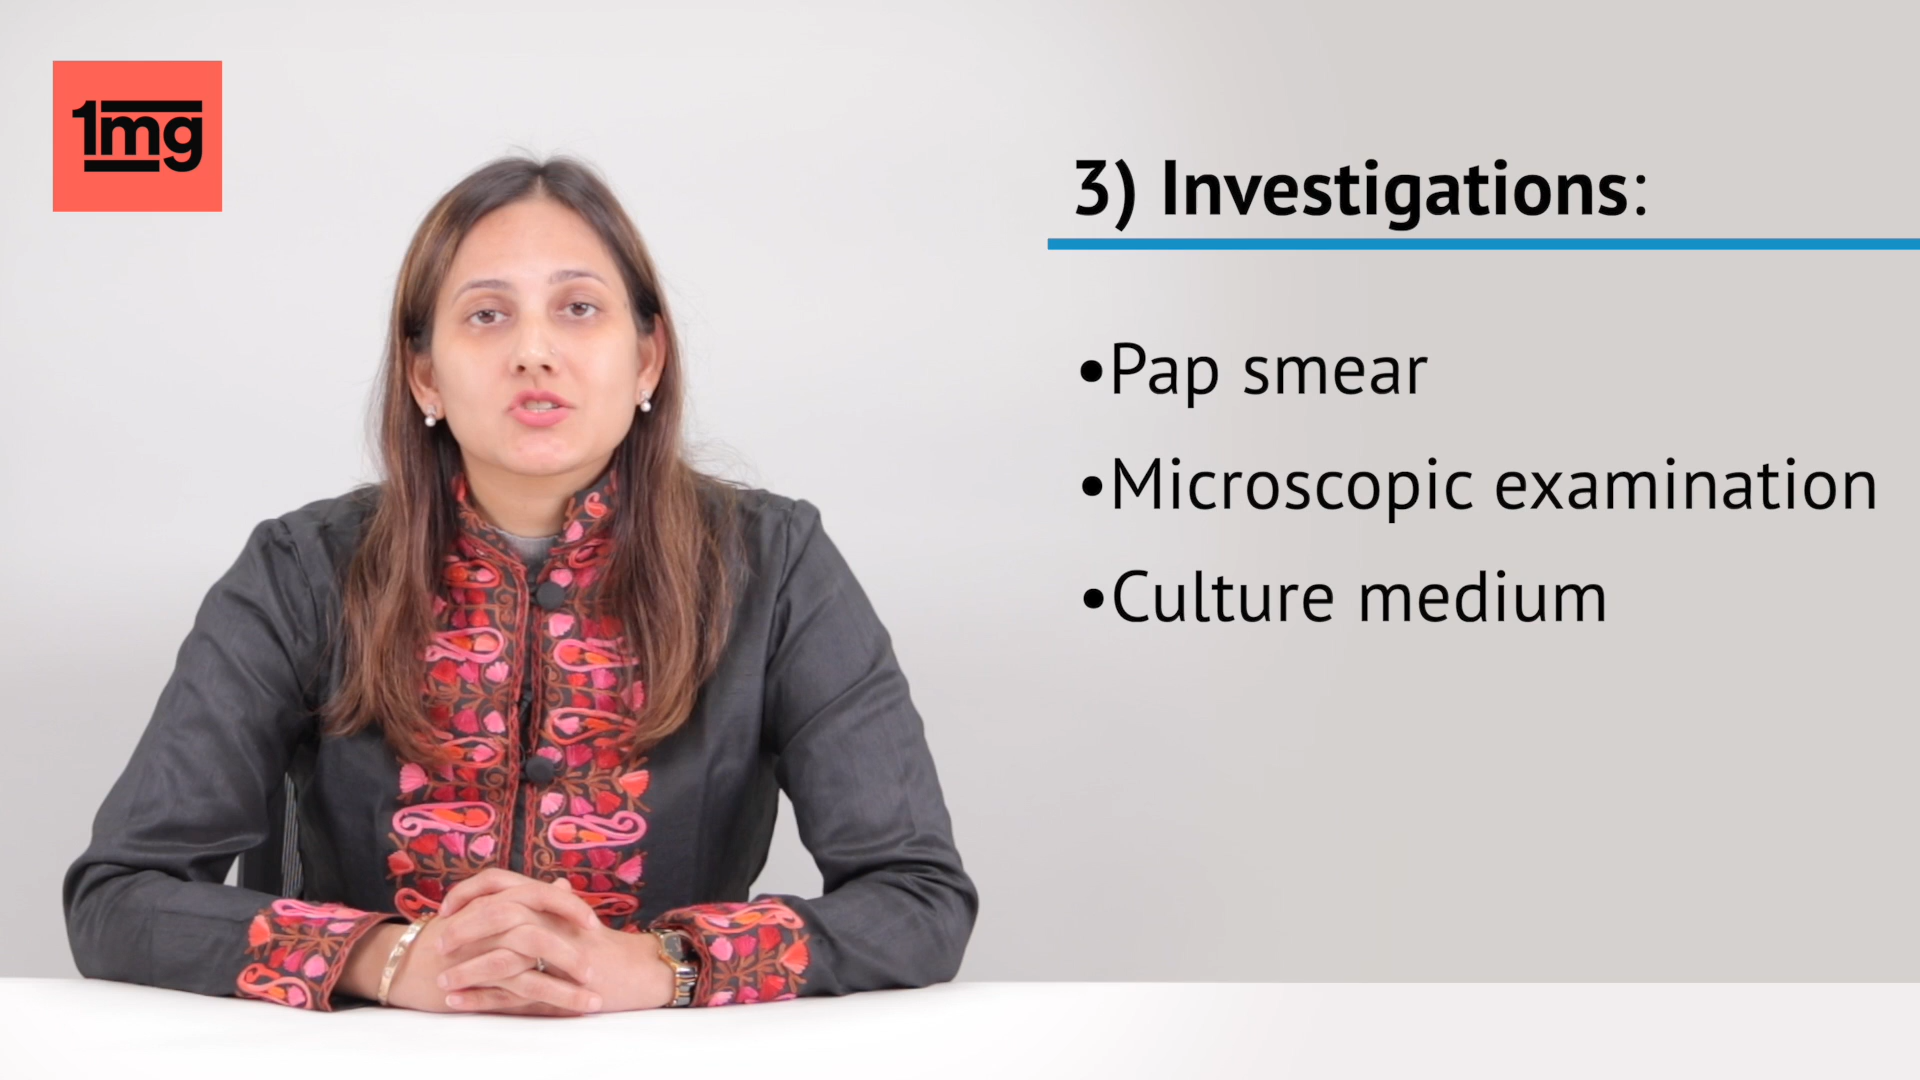 1mg
3) Investigations:
•Pap smear
•Microscopic examination
•Culture medium